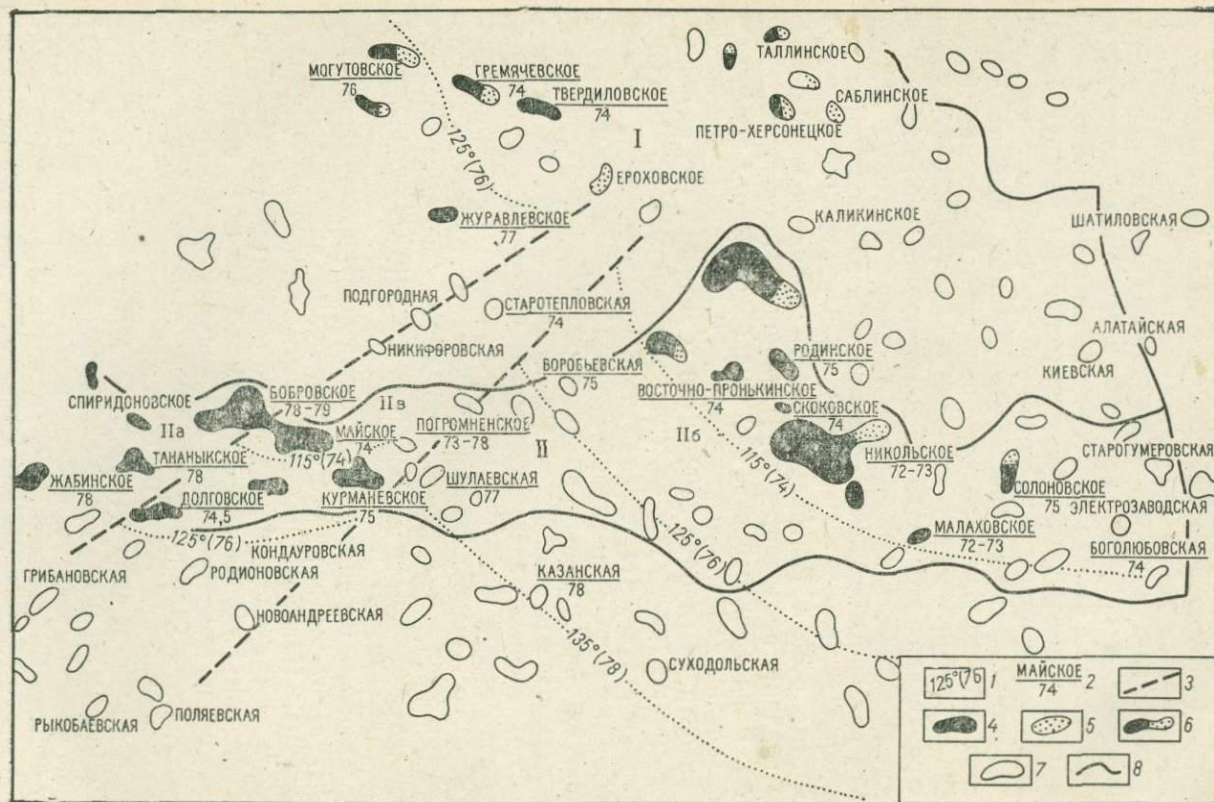 ТАЛЛИНСКОЕ
МОГУТОВСКОЕ
76
ГРЕМЯЧЕВСКОЕ
74
ТВЕРДИЛОВСКОЕ
74
САБЛИНСКОЕ
ПЕТРО-ХЕРСОНЕЦКОЕ
I
125°(76)
ЕРОХОВСКОЕ
ЖУРАВЛЕВСКОЕ
77
КАЛИКИНСКОЕ
ШАТИЛОВСКАЯ
ПОДГОРОДНАЯ
СТАРОТЕПЛОВСКАЯ
74
НИКИФОРОВСКАЯ
АЛАТАЙСКАЯ
КИЕВСКАЯ
ВОРОБЬЕВСКАЯ
75
РОДИНСКОЕ
75
СПИРИДОНОВСКОЕ
БОБРОВСКОЕ
78-79
IIв
ВОСТОЧНО-ПРОНЬКИНСКОЕ
74
СКОКОВСКОЕ
74
IIа
МАЙСКОЕ
74
ПОГРОМНЕНСКОЕ
73-78
II
IIб
115°(74)
115°(74)
ТАНАНЫКСКОЕ
78
НИКОЛЬСКОЕ
72-73
СТАРОГУМЕРОВСКАЯ
ЖАБИНСКОЕ
78
ДОЛГОВСКОЕ
74,5
КУРМАНЕВСКОЕ
75
ШУЛАЕВСКАЯ
77
СОЛОНОВСКОЕ
75
ЭЛЕКТРОЗАВОДСКАЯ
125°(76)
КОНДАУРОВСКАЯ
125°(76)
МАЛАХОВСКОЕ
72-73
БОГОЛЮБОВСКАЯ
74
ГРИБАНОВСКАЯ
РОДИОНОВСКАЯ
КАЗАНСКАЯ
78
НОВОАНДРЕЕВСКАЯ
135°(78)
СУХОДОЛЬСКАЯ
РЫКОБАЕВСКАЯ
ПОЛЯЕВСКАЯ
125°(76 1 МАЙСКОЕ
74 2 3
4 5 6
7 8